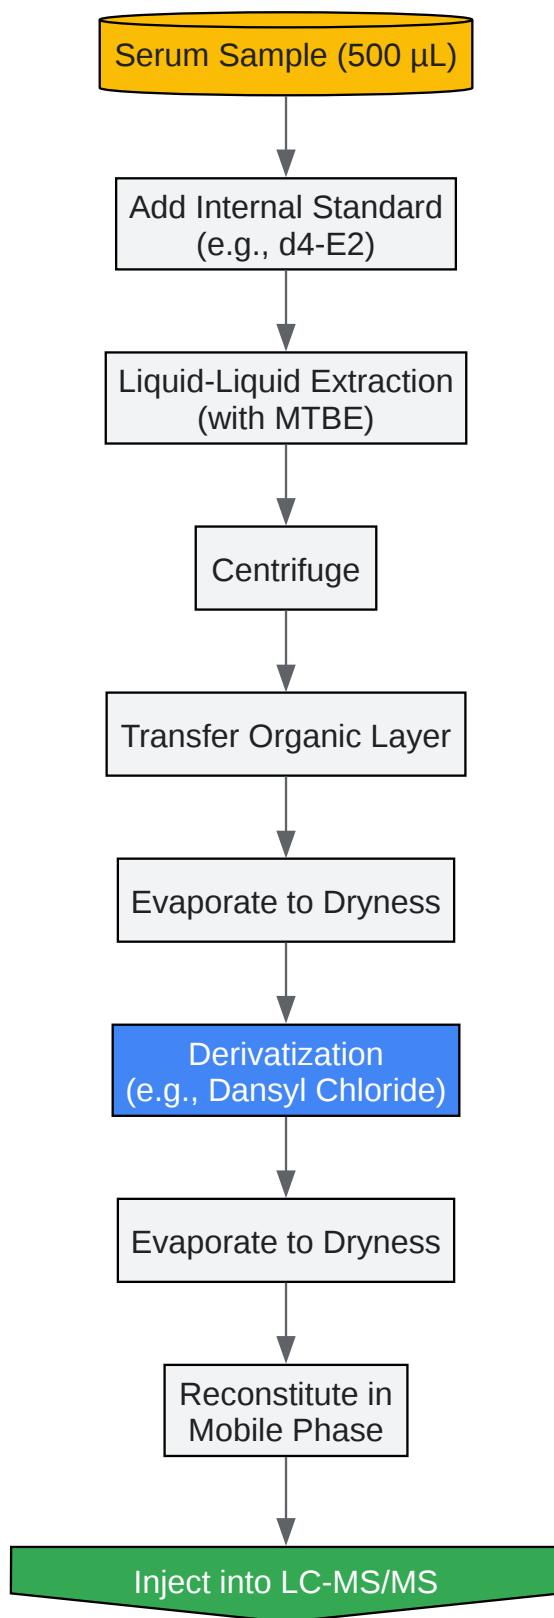 Serum Sample (500 µL)
Add Internal Standard
(e.g., d4-E2)
Liquid-Liquid Extraction
(with MTBE)
Centrifuge
Transfer Organic Layer
Evaporate to Dryness
Derivatization
(e.g., Dansyl Chloride)
Evaporate to Dryness
Reconstitute in
Mobile Phase
Inject into LC-MS/MS